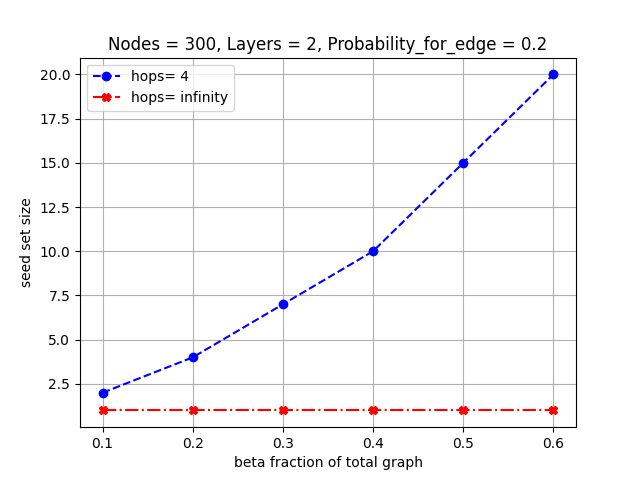 Nodes = 300, Layers = 2, Probability_for_edge = 0.2
hops= 4
hops= infinity
20.0
17.5
15.0
12.5
10.0
7.5
5.0
2.5
seed set size
0.1 0.2 0.3 0.4 0.5 0.6
beta fraction of total graph